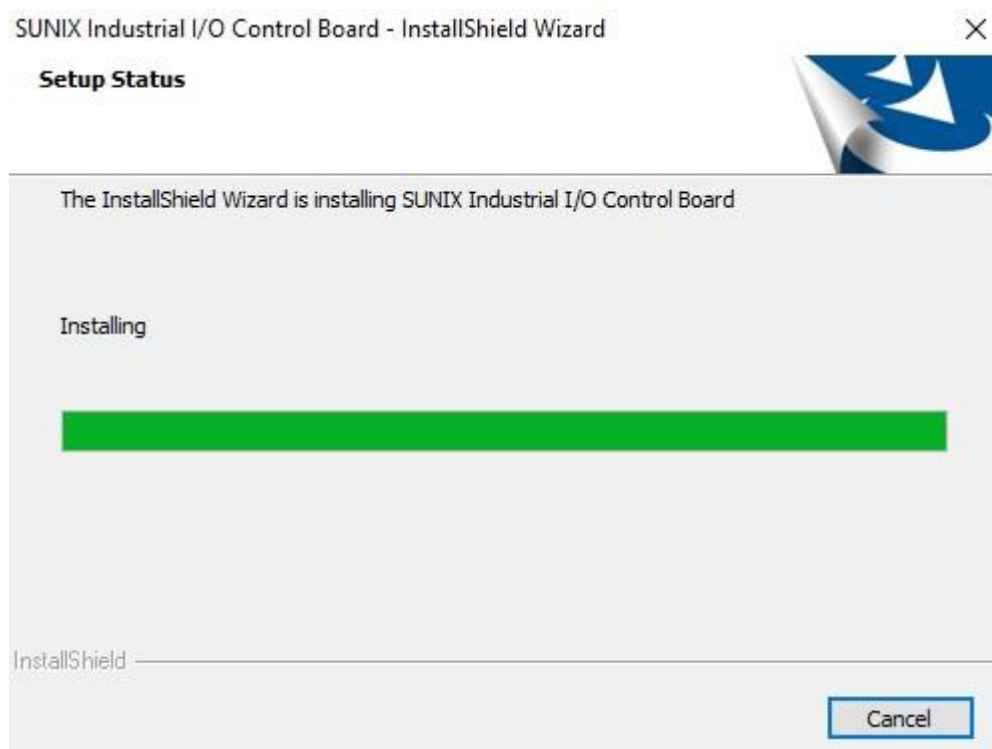 SUNIX Industrial I/O Control Board - InstallShield Wizard
Setup Status
The InstallShield Wizard is installing SUNIX Industrial I/O Control Board
Installing
InstallShield
Cancel